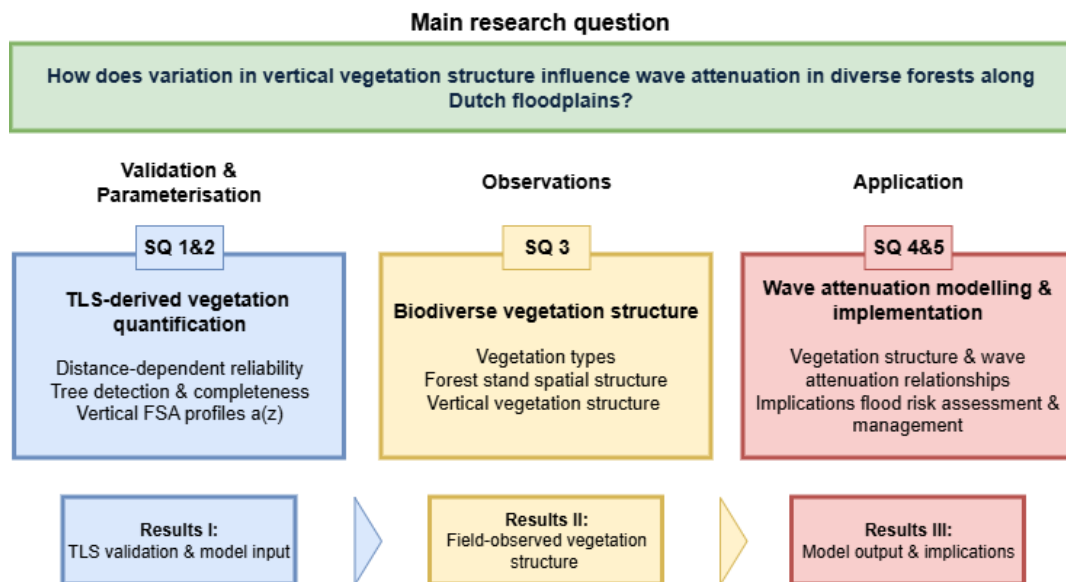 Main research question
How does variation in vertical vegetation structure influence wave attenuation in diverse forests along
Dutch floodplains?
Validation &
Parameterisation
SQ 1&2
TLS-derived vegetation
quantification
Distance-dependent reliability
Tree detection & completeness
Vertical FSA profiles a(z)
Results I:
TLS validation & model input
Observations
SQ 3
Biodiverse vegetation structure
Vegetation types
Forest stand spatial structure
Vertical vegetation structure
Results II:
Field-observed vegetation
structure
Application
SQ 4&5
Wave attenuation modelling &
implementation
Vegetation structure & wave
attenuation relationships
Implications flood risk assessment &
management
Results III:
Model output & implications